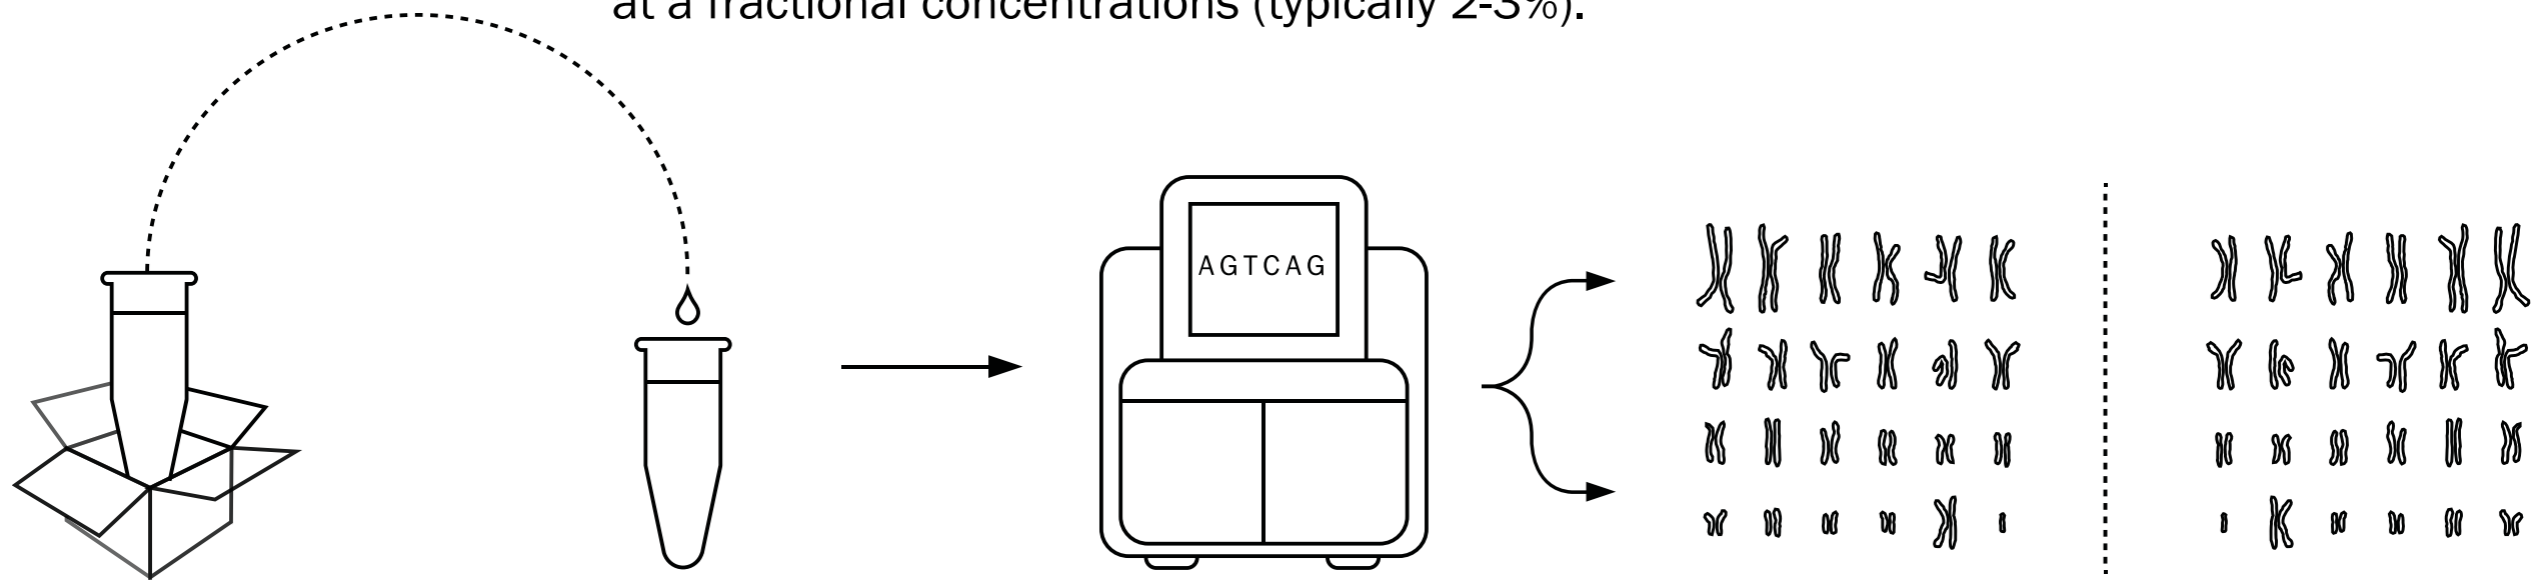 at a fractional concentrations (typically 2-3%).
AGTCAG